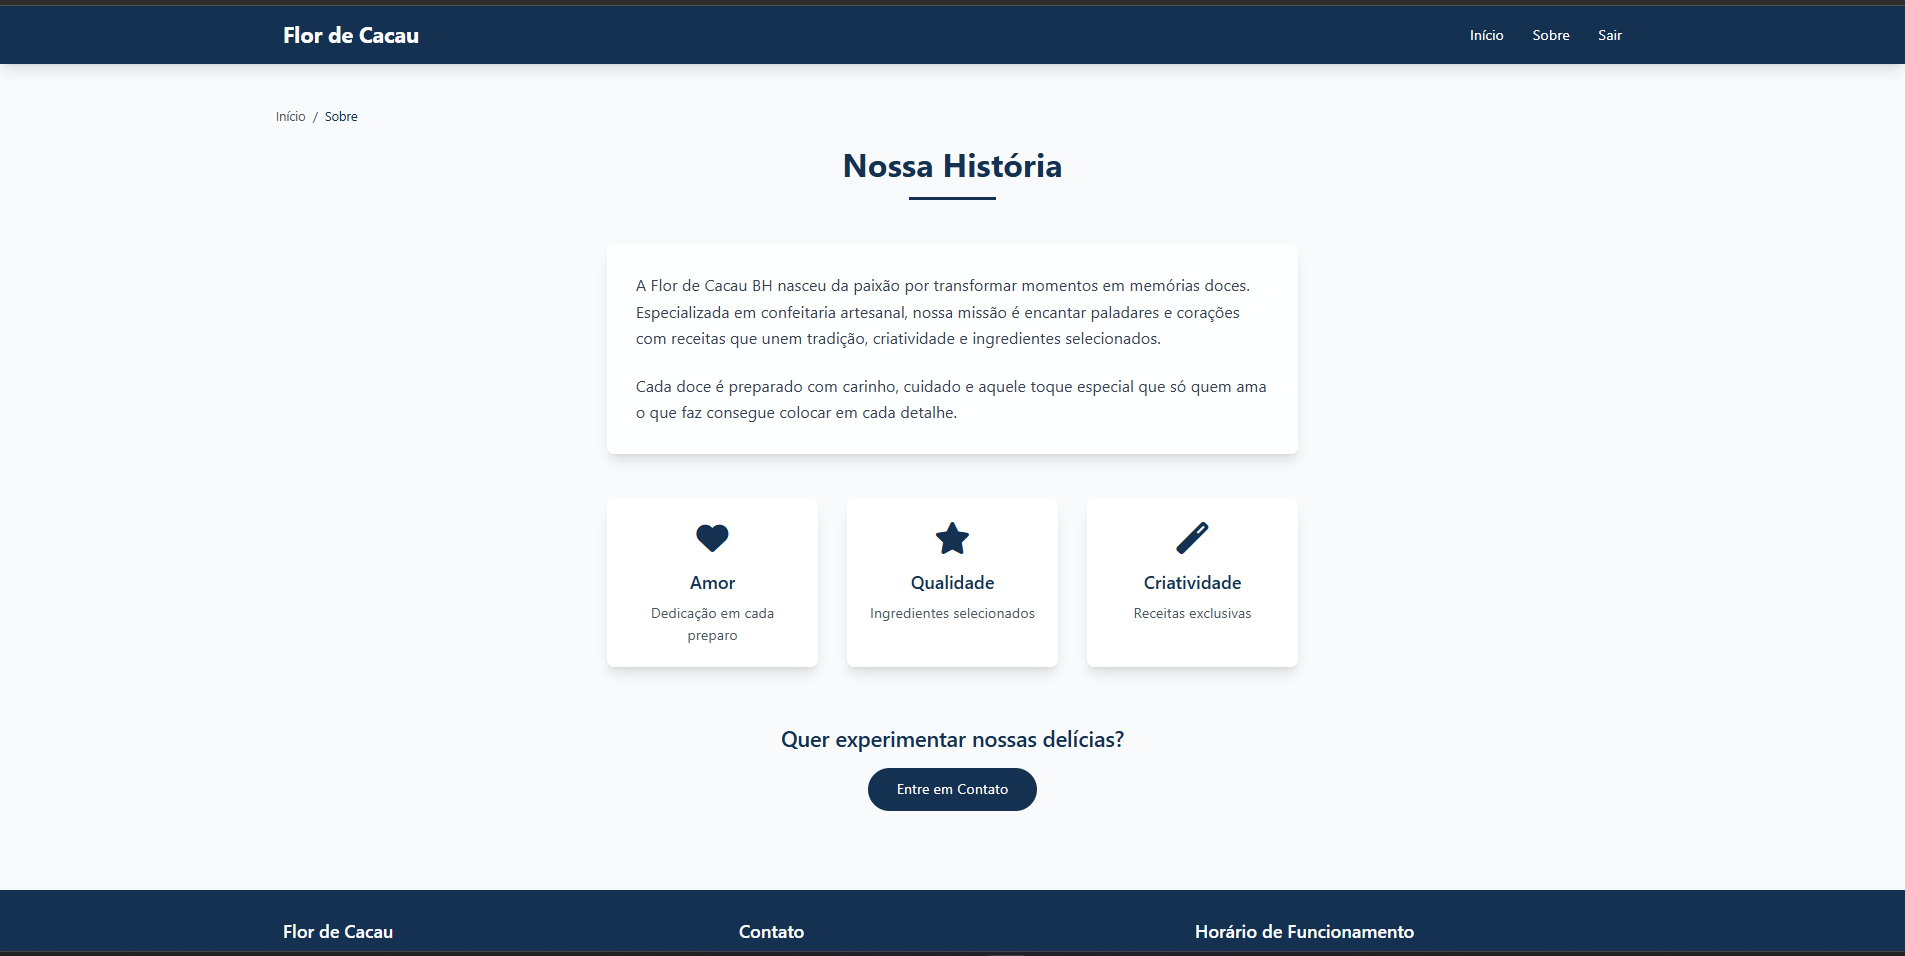 Flor de Cacau
Início
Sobre
Sair
Início / Sobre
Nossa História
A Flor de Cacau BH nasceu da paixão por transformar momentos em memórias doces.
Especializada em confeitaria artesanal, nossa missão é encantar paladares e corações
com receitas que unem tradição, criatividade e ingredientes selecionados.
Cada doce é preparado com carinho, cuidado e aquele toque especial que só quem ama
o que faz consegue colocar em cada detalhe.
Amor
Dedicação em cada
preparo
Qualidade
Ingredientes selecionados
Criatividade
Receitas exclusivas
Quer experimentar nossas delícias?
Entre em Contato
Flor de Cacau
Contato
Horário de Funcionamento